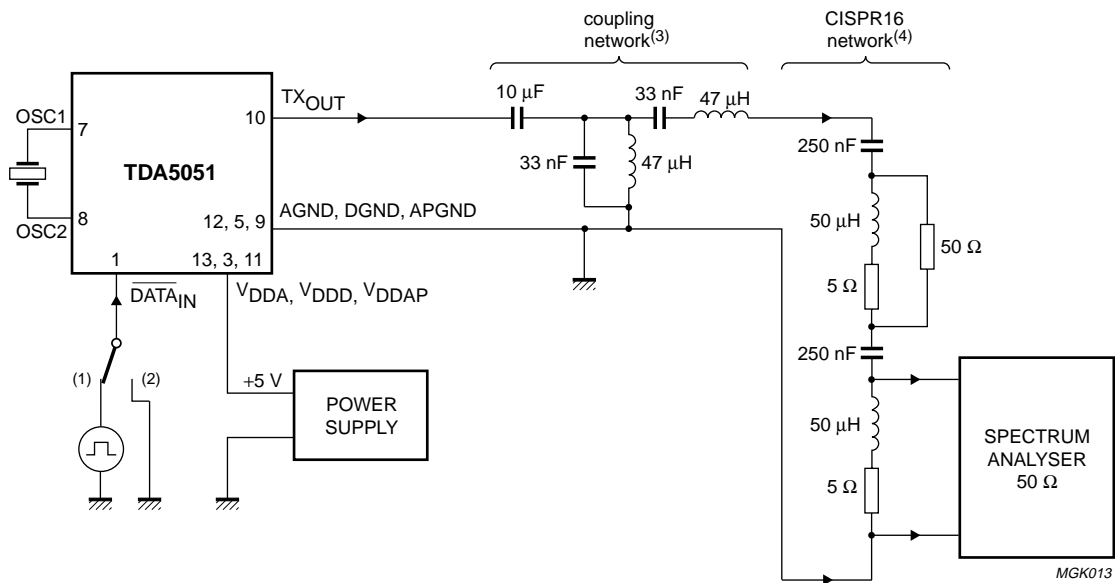 coupling
network(3)
CISPR16
network(4)
10 µF
33 nF
47 µH
OSC1
7
10
TXOUT
250 nF
TDA5051
33 nF
47 µH
8
OSC2
12, 5, 9
AGND, DGND, APGND
50 µH
50 Ω
1
13, 3, 11
5 Ω
DATAIN
VDDA, VDDD, VDDAP
250 nF
(1)
(2)
+5 V
POWER
SUPPLY
50 µH
SPECTRUM
ANALYSER
50 Ω
5 Ω
MGK013